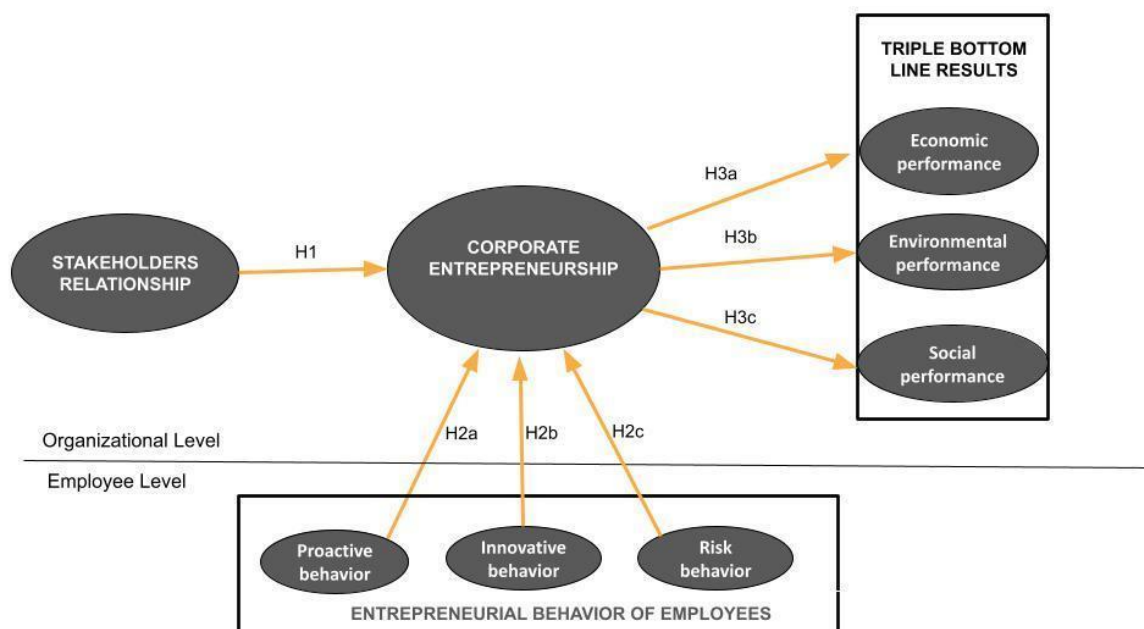 TRIPLE BOTTOM
LINE RESULTS
Economic
performance
H3a
H3b
Environmental
performance
H3c
Social
performance
CORPORATE
ENTREPRENEURSHIP
H1
STAKEHOLDERS
RELATIONSHIP
H2a
H2b
H2c
Organizational Level
Employee Level
Proactive
behavior
Innovative
behavior
Risk
behavior
ENTREPRENEURIAL BEHAVIOR OF EMPLOYEES